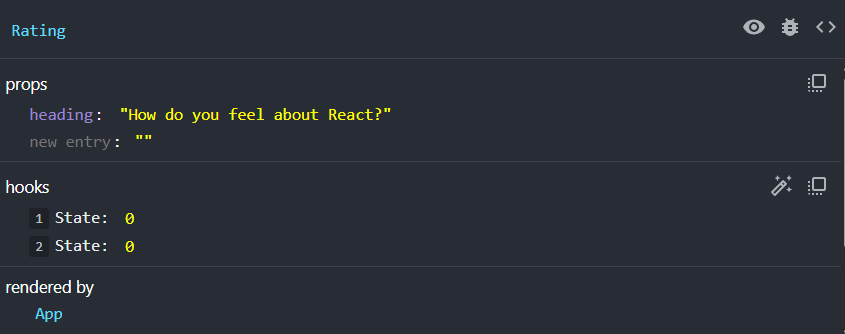 Rating
props
heading: "How do you feel about React?"
new entry: ""
hooks
1 State: 0
2 State: 0
rendered by
App